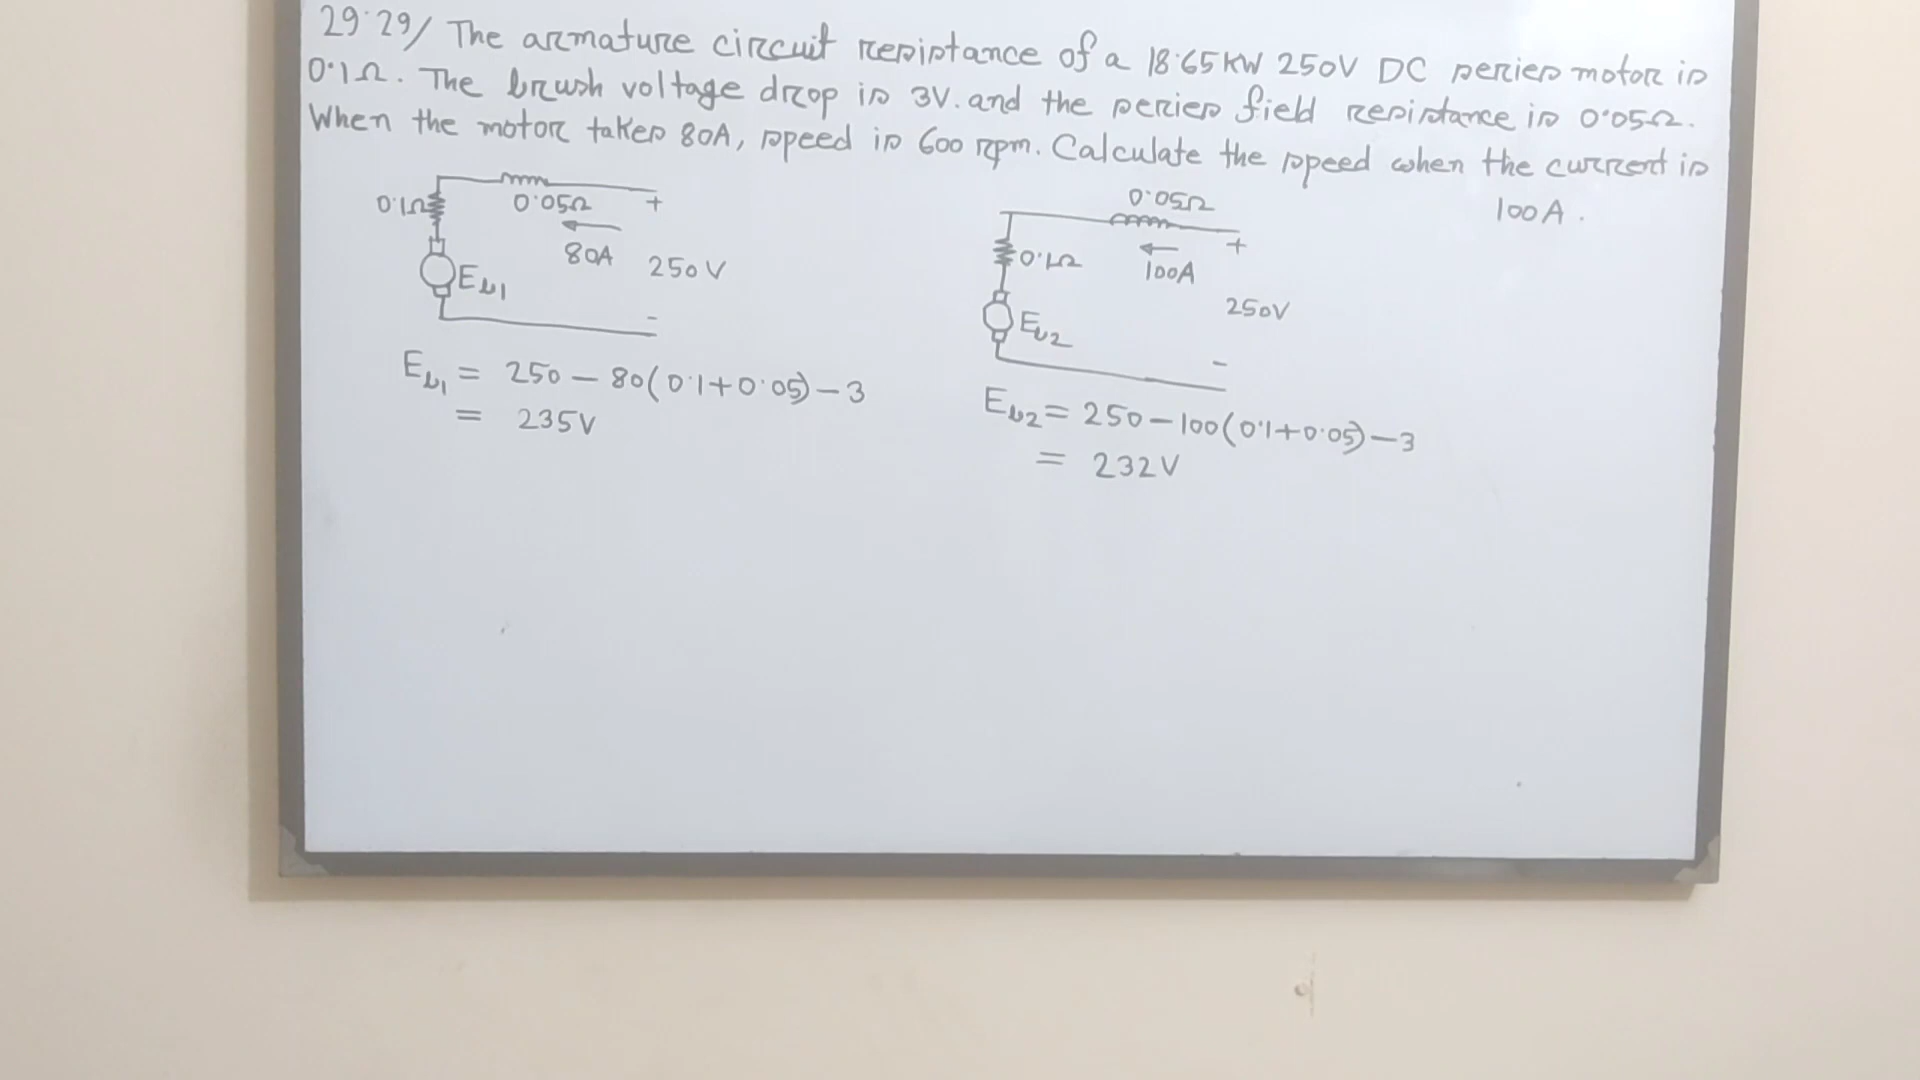 29.29/ The armature circuit resistance of a 18.65 KW 250V DC series motor is
0.1Ω. The brush voltage drop is 3V. and the series field resistance is 0.05Ω.
When the motor takes 80A, speed is 600 rpm. Calculate the speed when the current is
100A.
0.1Ω 0.05Ω +
80A 250V
Eb1
-
Eb1 = 250 - 80(0.1+0.05) - 3
= 235V
0.05Ω
0.1Ω 100A +
250V
Eb2
-
Eb2 = 250 - 100(0.1+0.05) - 3
= 232V